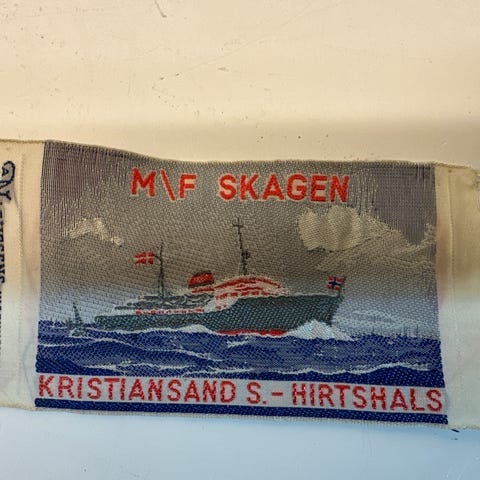 M\F SKAGEN
KRISTIANSAND S.-HIRTSHALS